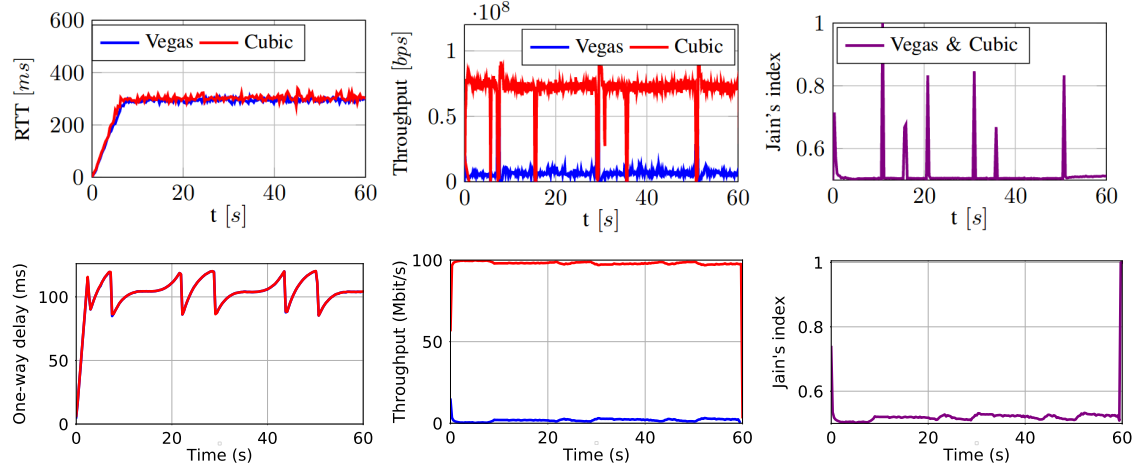 600
400
200
0
0 20 40 60
RTT [ms]
t [s]
Vegas Cubic
·10^8
1
0.5
0
0 20 40 60
Throughput [bps]
t [s]
Vegas Cubic
1
0.8
0.6
0 20 40 60
Jain's index
t [s]
Vegas & Cubic
100
50
0
0 20 40 60
One-way delay (ms)
Time (s)
100
50
0
0 20 40 60
Throughput (Mbit/s)
Time (s)
1
0.8
0.6
0 20 40 60
Jain's index
Time (s)